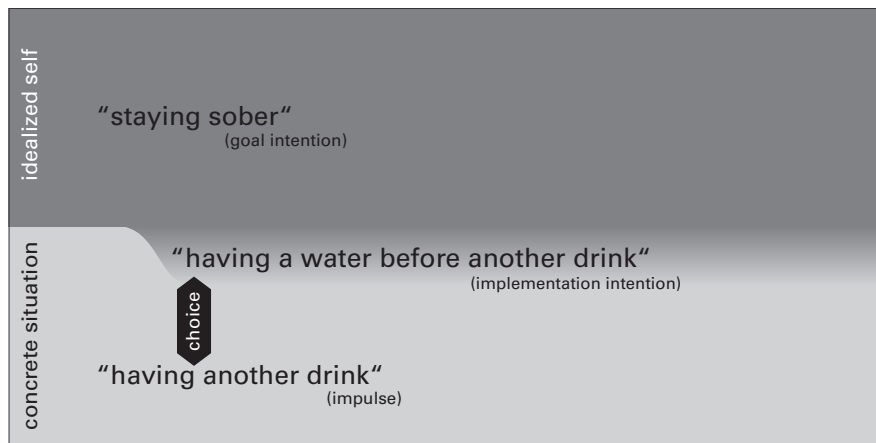 idealized self
“staying sober“
(goal intention)
concrete situation
“having a water before another drink“
(implementation intention)
choice
“having another drink“
(impulse)